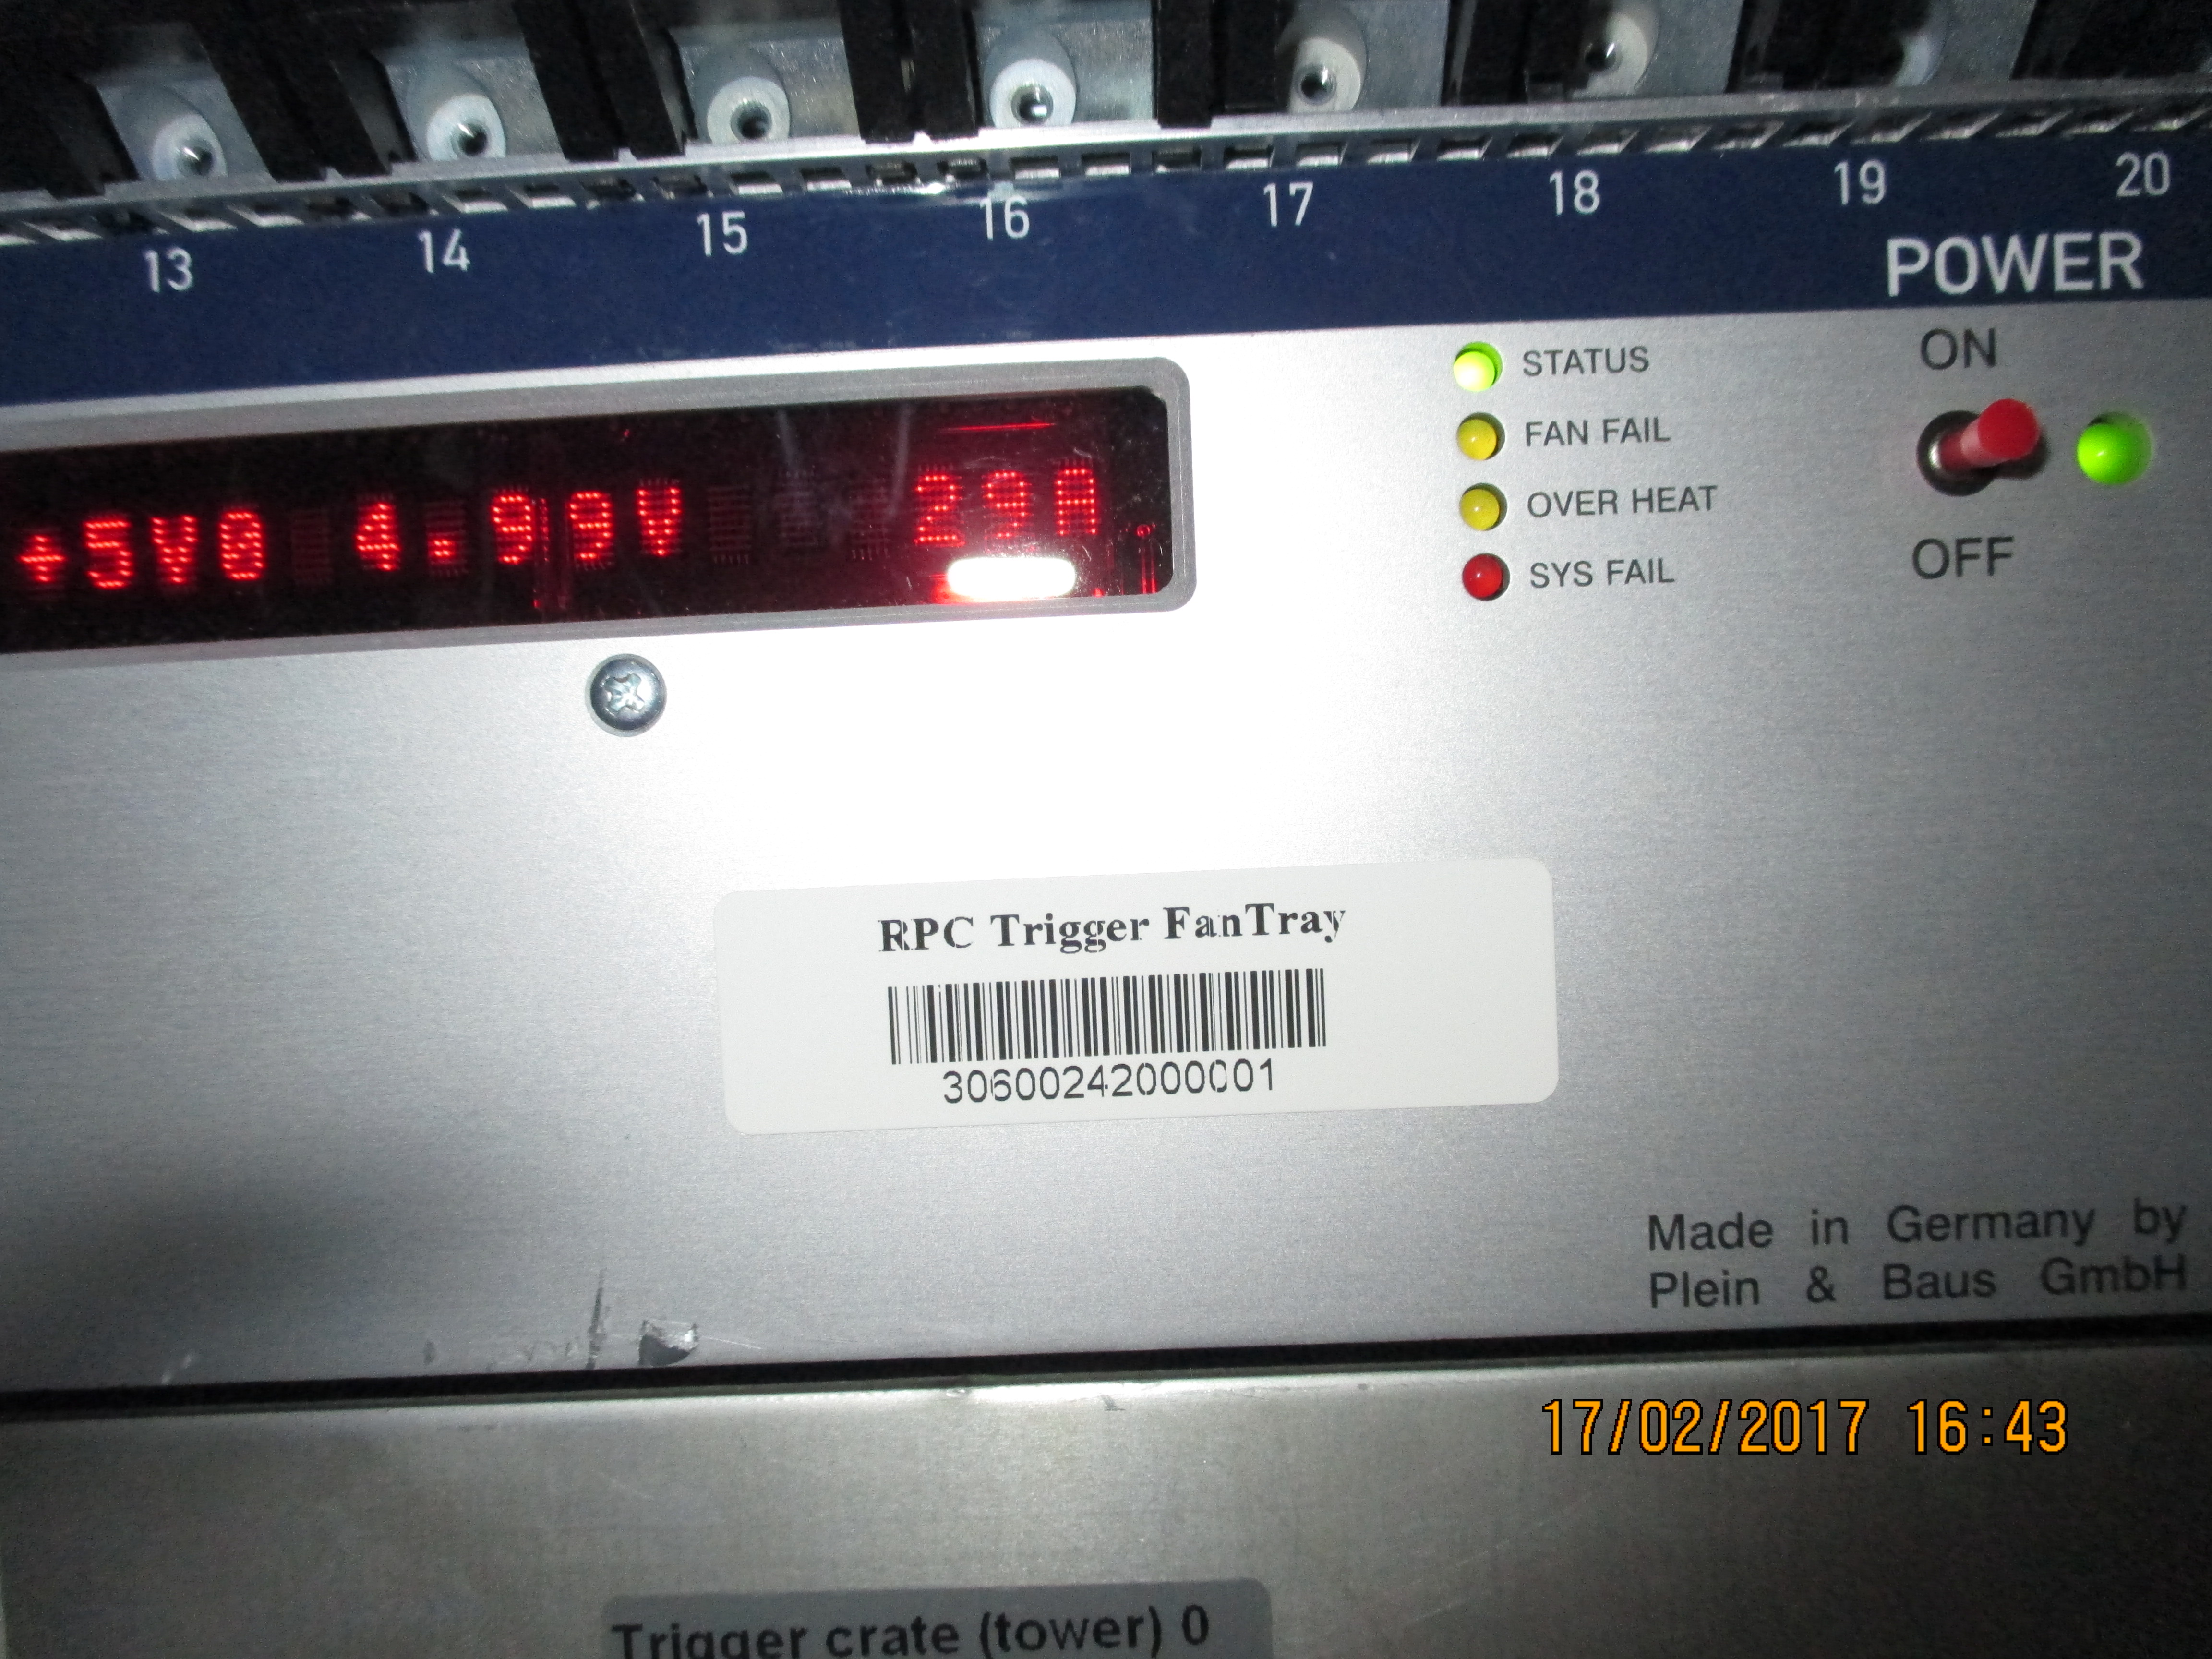 13 14 15 16 17 18 19 20
POWER
ON
STATUS
FAN FAIL
OVER HEAT
SYS FAIL
OFF
+5V0 4.99V 29A
RPC Trigger FanTray
30600242000001
Made in Germany by
Plein & Baus GmbH
17/02/2017 16:43
Trigger crate (tower) 0